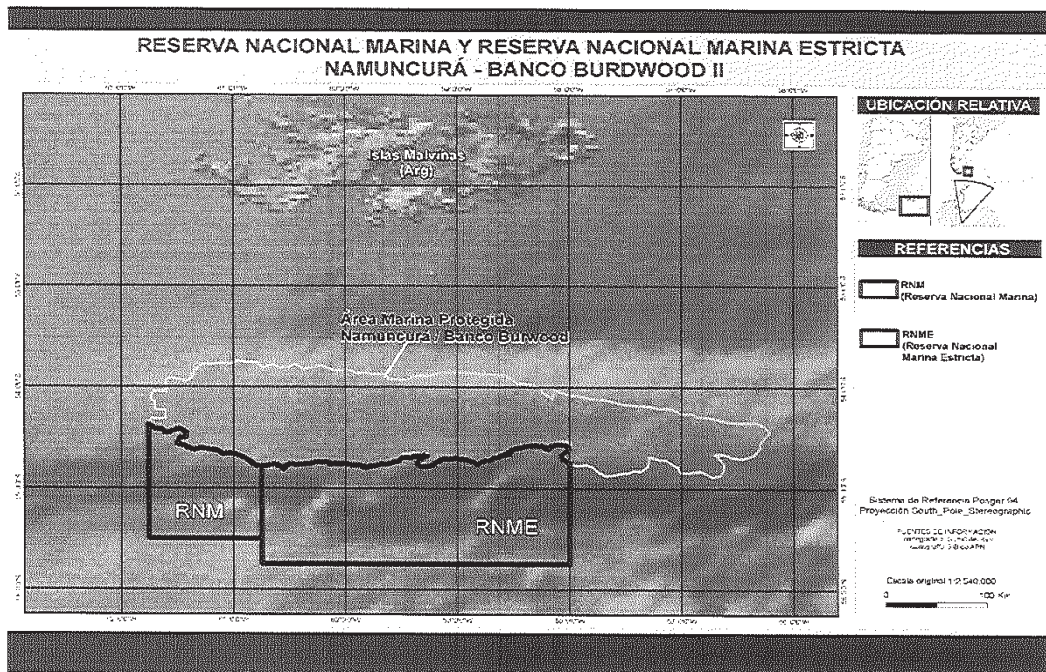 RESERVA NACIONAL MARINA Y RESERVA NACIONAL MARINA ESTRICTA
NAMUNCURÁ - BANCO BURDWOOD II
Islas Malvinas
(Arg)
Área Marina Protegida
Namuncura / Banco Burwood
RNM
RNME
UBICACIÓN RELATIVA
REFERENCIAS
RNM
(Reserva Nacional Marina)
RNME
(Reserva Nacional
Marina Estricta)
Sistema de Referencia Posgar 94
Proyección South_Pole_Stereographic
FUENTES DE INFORMACIÓN
Escala original 1:2.540.000
0 100 Km